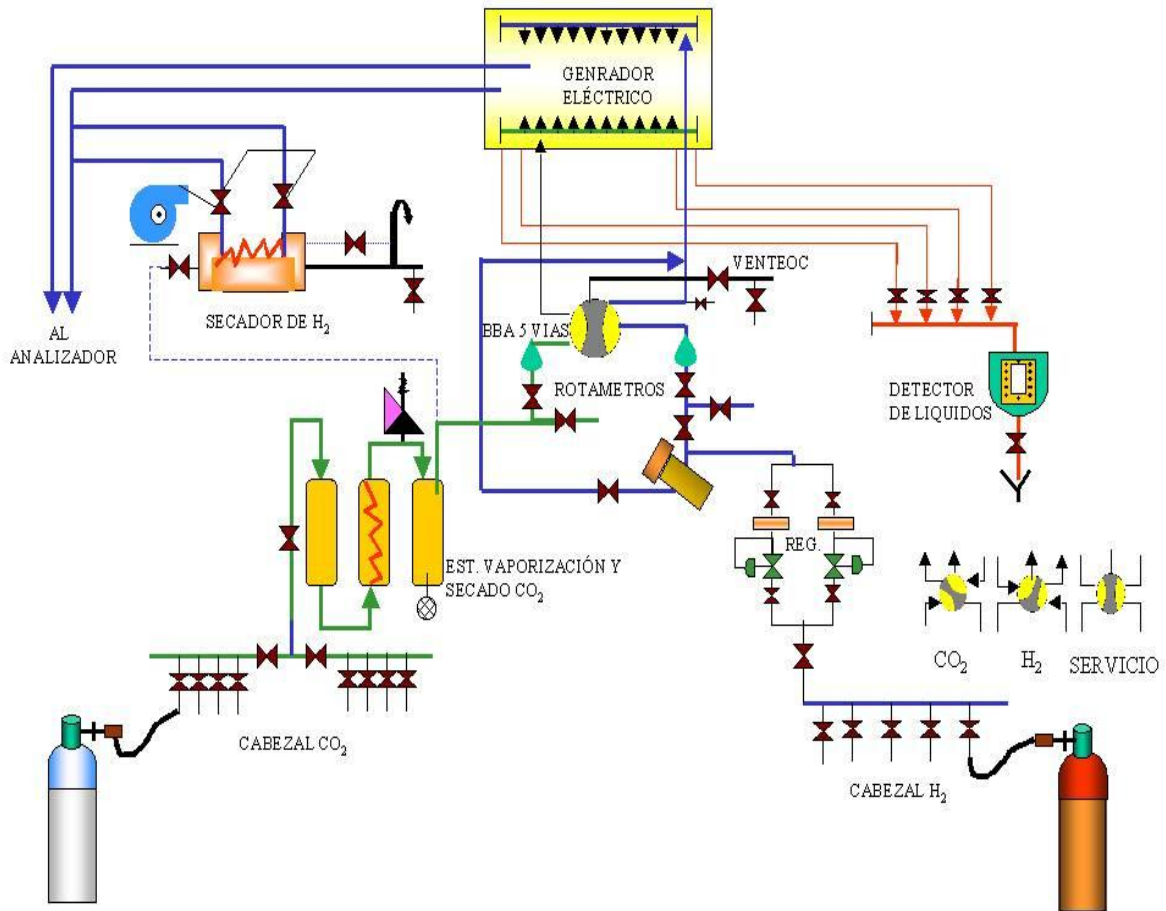 GENRADOR
ELÉCTRICO
VENTEOC
SECADOR DE H2
AL
ANALIZADOR
BBA 5 VIAS
ROTAMETROS
DETECTOR
DE LIQUIDOS
REG.
EST. VAPORIZACIÓN Y
SECADO CO2
CO2
H2
SERVICIO
CABEZAL CO2
CABEZAL H2